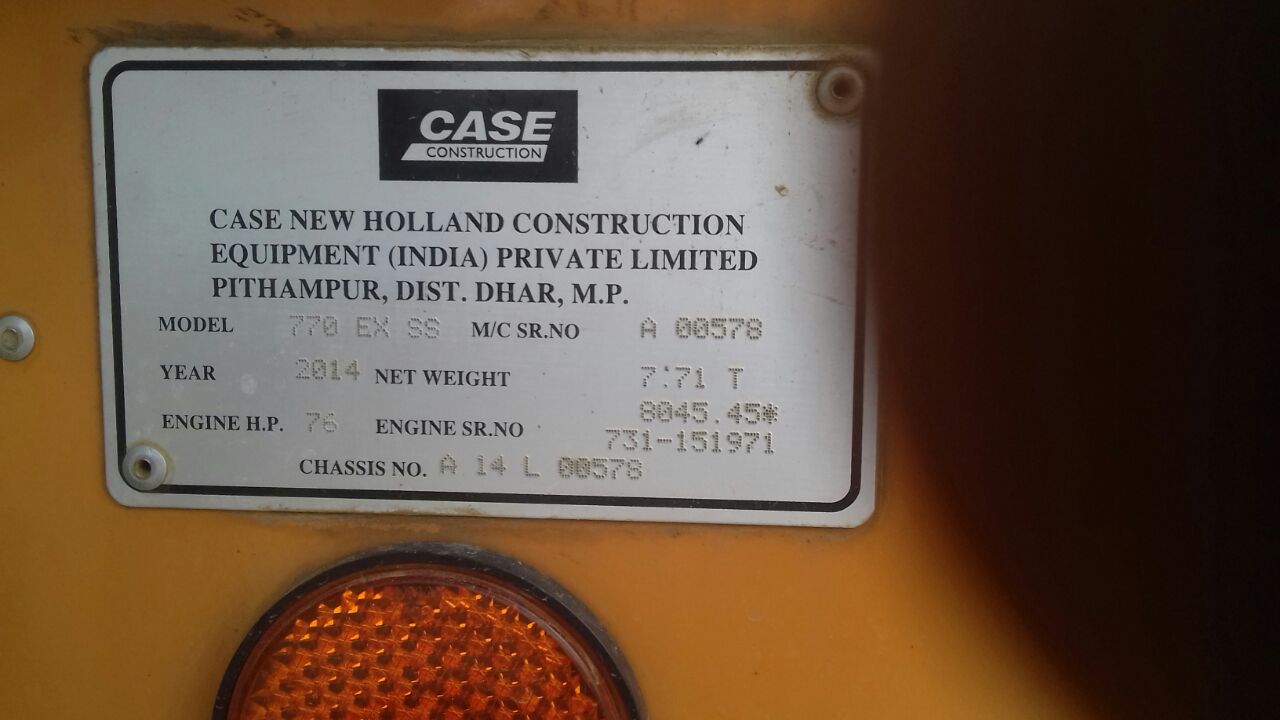 CASE
CONSTRUCTION
CASE NEW HOLLAND CONSTRUCTION
EQUIPMENT (INDIA) PRIVATE LIMITED
PITHAMPUR, DIST. DHAR, M.P.
MODEL 770 EX SS M/C SR.NO A 00578
YEAR 2014 NET WEIGHT 7.71 T
8045.45*
ENGINE H.P. 76 ENGINE SR.NO 731-151971
CHASSIS NO. A 14 L 00578